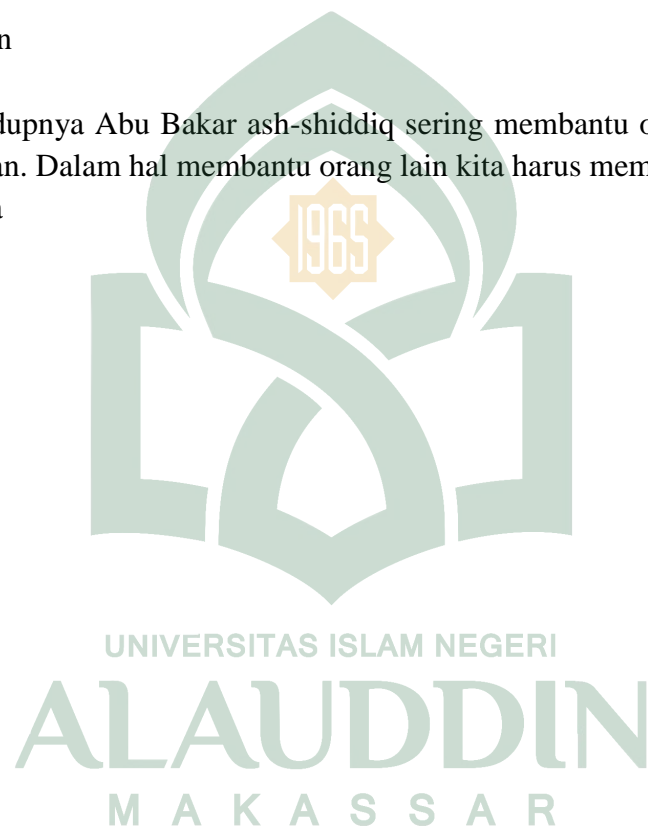 n
dupnya Abu Bakar ash-shiddiq sering membantu o
an. Dalam hal membantu orang lain kita harus mem
a
1965
UNIVERSITAS ISLAM NEGERI
ALAUDDIN
MAKASSAR